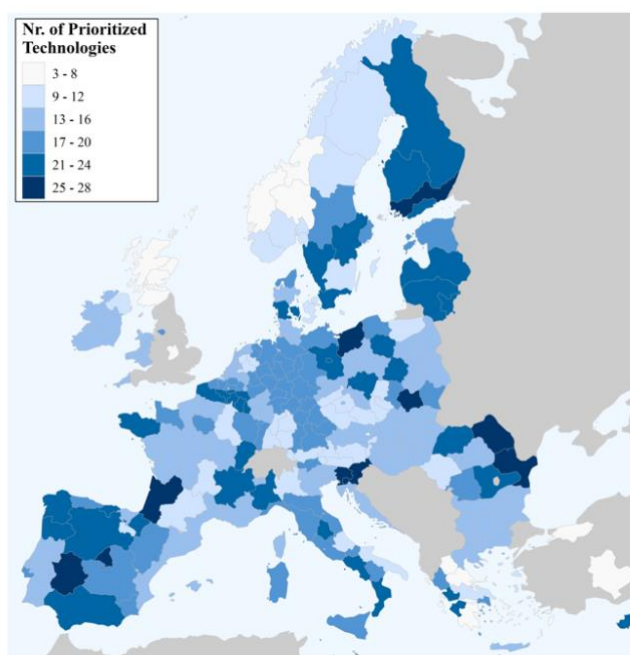 Nr. of Prioritized
Technologies
3 - 8
9 - 12
13 - 16
17 - 20
21 - 24
25 - 28